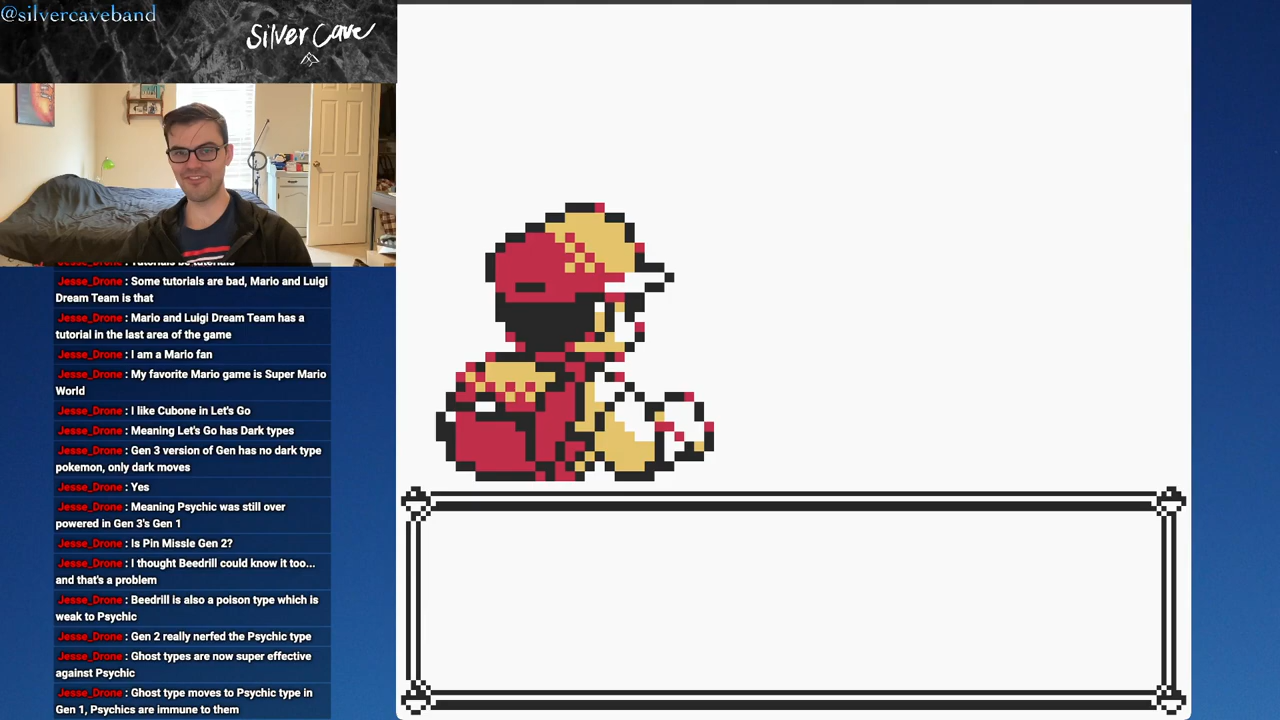 @silvercaveband
Silver Cave
Jesse_Drone : Tutorials be tutorials
Jesse_Drone : Some tutorials are bad, Mario and Luigi
Dream Team is that
Jesse_Drone : Mario and Luigi Dream Team has a
tutorial in the last area of the game
Jesse_Drone : I am a Mario fan
Jesse_Drone : My favorite Mario game is Super Mario
World
Jesse_Drone : I like Cubone in Let's Go
Jesse_Drone : Meaning Let's Go has Dark types
Jesse_Drone : Gen 3 version of Gen has no dark type
pokemon, only dark moves
Jesse_Drone : Yes
Jesse_Drone : Meaning Psychic was still over
powered in Gen 3's Gen 1
Jesse_Drone : Is Pin Missle Gen 2?
Jesse_Drone : I thought Beedrill could know it too...
and that's a problem
Jesse_Drone : Beedrill is also a poison type which is
weak to Psychic
Jesse_Drone : Gen 2 really nerfed the Psychic type
Jesse_Drone : Ghost types are now super effective
against Psychic
Jesse_Drone : Ghost type moves to Psychic type in
Gen 1, Psychics are immune to them